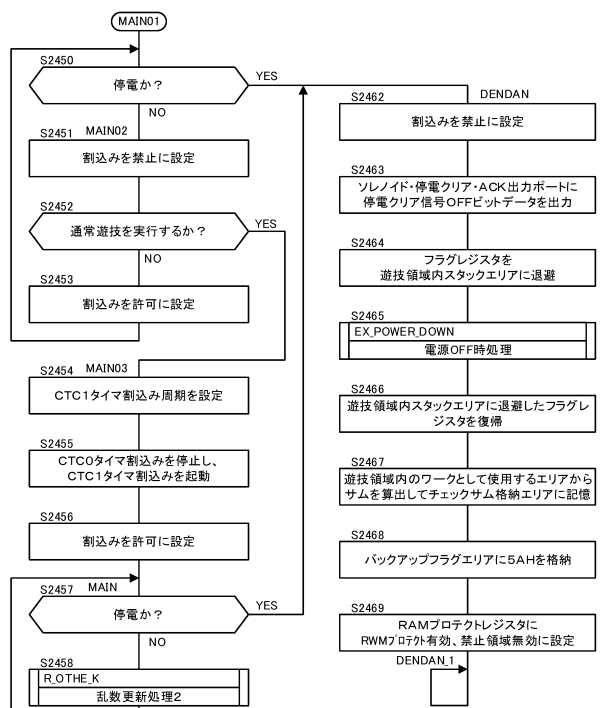 MAIN01
S2450
停電か？
YES
NO
S2451 MAIN02
割込みを禁止に設定
S2452
通常遊技を実行するか？
YES
NO
S2453
割込みを許可に設定
S2454 MAIN03
CTC1タイマ割込み周期を設定
S2455
CTC0タイマ割込みを停止し、
CTC1タイマ割込みを起動
S2456
割込みを許可に設定
S2457 MAIN
停電か？
YES
NO
S2458
R_OTHE_K
乱数更新処理2
DENDAN
S2462
割込みを禁止に設定
S2463
ソレノイド・停電クリア・ACK出力ポートに
停電クリア信号OFFビットデータを出力
S2464
フラグレジスタを
遊技領域内スタックエリアに退避
S2465
EX_POWER_DOWN
電源OFF時処理
S2466
遊技領域内スタックエリアに退避したフラグレ
ジスタを復帰
S2467
遊技領域内のワークとして使用するエリアから
サムを算出してチェックサム格納エリアに記憶
S2468
バックアップフラグエリアに5AHを格納
S2469
RAMプロテクトレジスタに
RWMプロテクト有効、禁止領域無効に設定
DENDAN_1